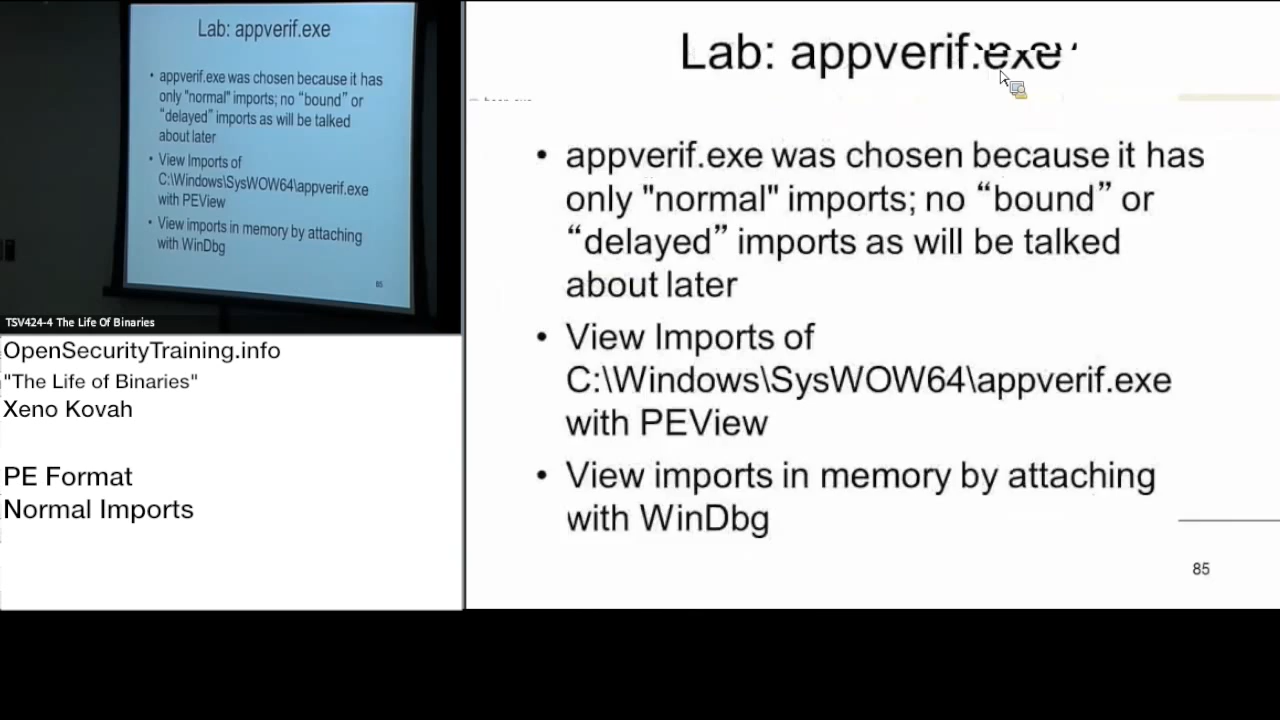 Lab: appverif.exe
• appverif.exe was chosen because it has
only "normal" imports; no “bound” or
“delayed” imports as will be talked
about later
• View Imports of
C:\Windows\SysWOW64\appverif.exe
with PEView
• View imports in memory by attaching
with WinDbg
85
TSV424-4 The Life Of Binaries
OpenSecurityTraining.info
"The Life of Binaries"
Xeno Kovah
PE Format
Normal Imports
Lab: appverif.exe
• appverif.exe was chosen because it has
only "normal" imports; no “bound” or
“delayed” imports as will be talked
about later
• View Imports of
C:\Windows\SysWOW64\appverif.exe
with PEView
• View imports in memory by attaching
with WinDbg
85